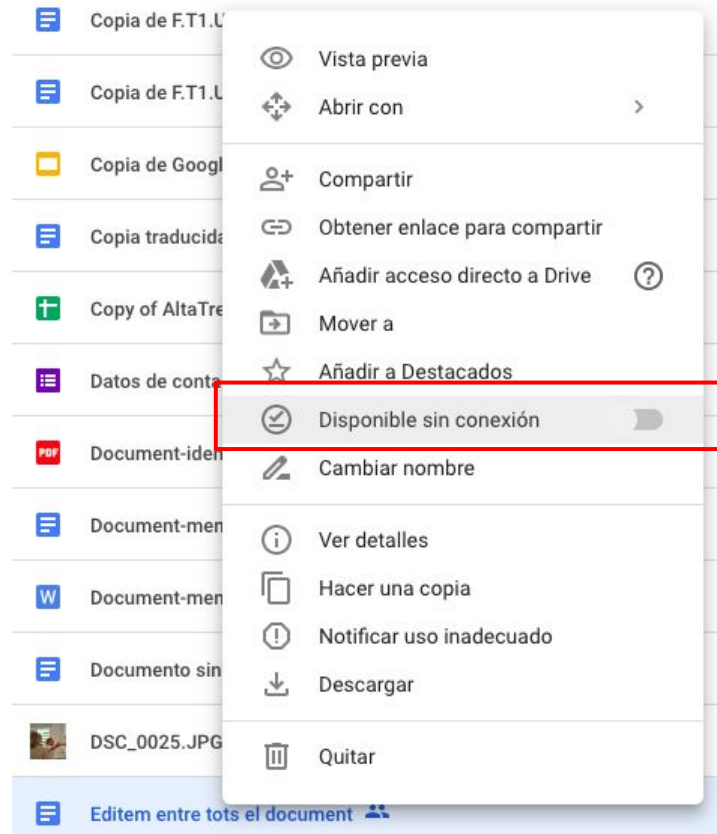 Copia de F.T1.
Vista previa
Copia de F.T1.
Abrir con
Copia de Googl
Compartir
Obtener enlace para compartir
Copia traducida
Añadir acceso directo a Drive
Copy of AltaTre
Mover a
Datos de conta
Añadir a Destacados
Disponible sin conexión
PDF
Document-iden
Cambiar nombre
Document-men
Ver detalles
W
Document-men
Hacer una copia
Notificar uso inadecuado
Documento sin
Descargar
DSC_0025.JPG
Quitar
Editem entre tots el document